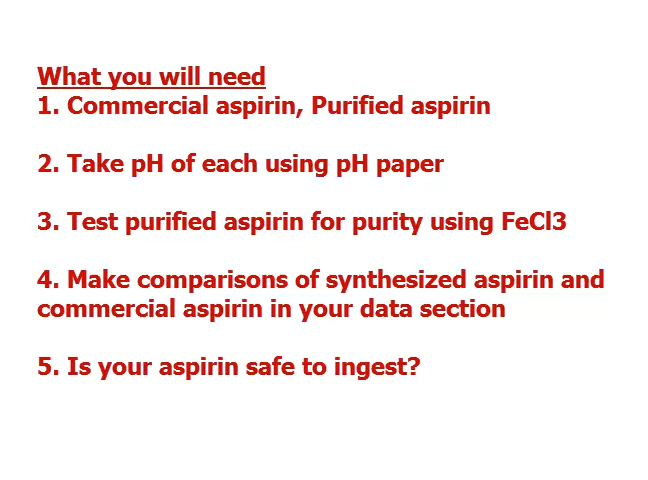 What you will need
1. Commercial aspirin, Purified aspirin
2. Take pH of each using pH paper
3. Test purified aspirin for purity using FeCl3
4. Make comparisons of synthesized aspirin and
commercial aspirin in your data section
5. Is your aspirin safe to ingest?